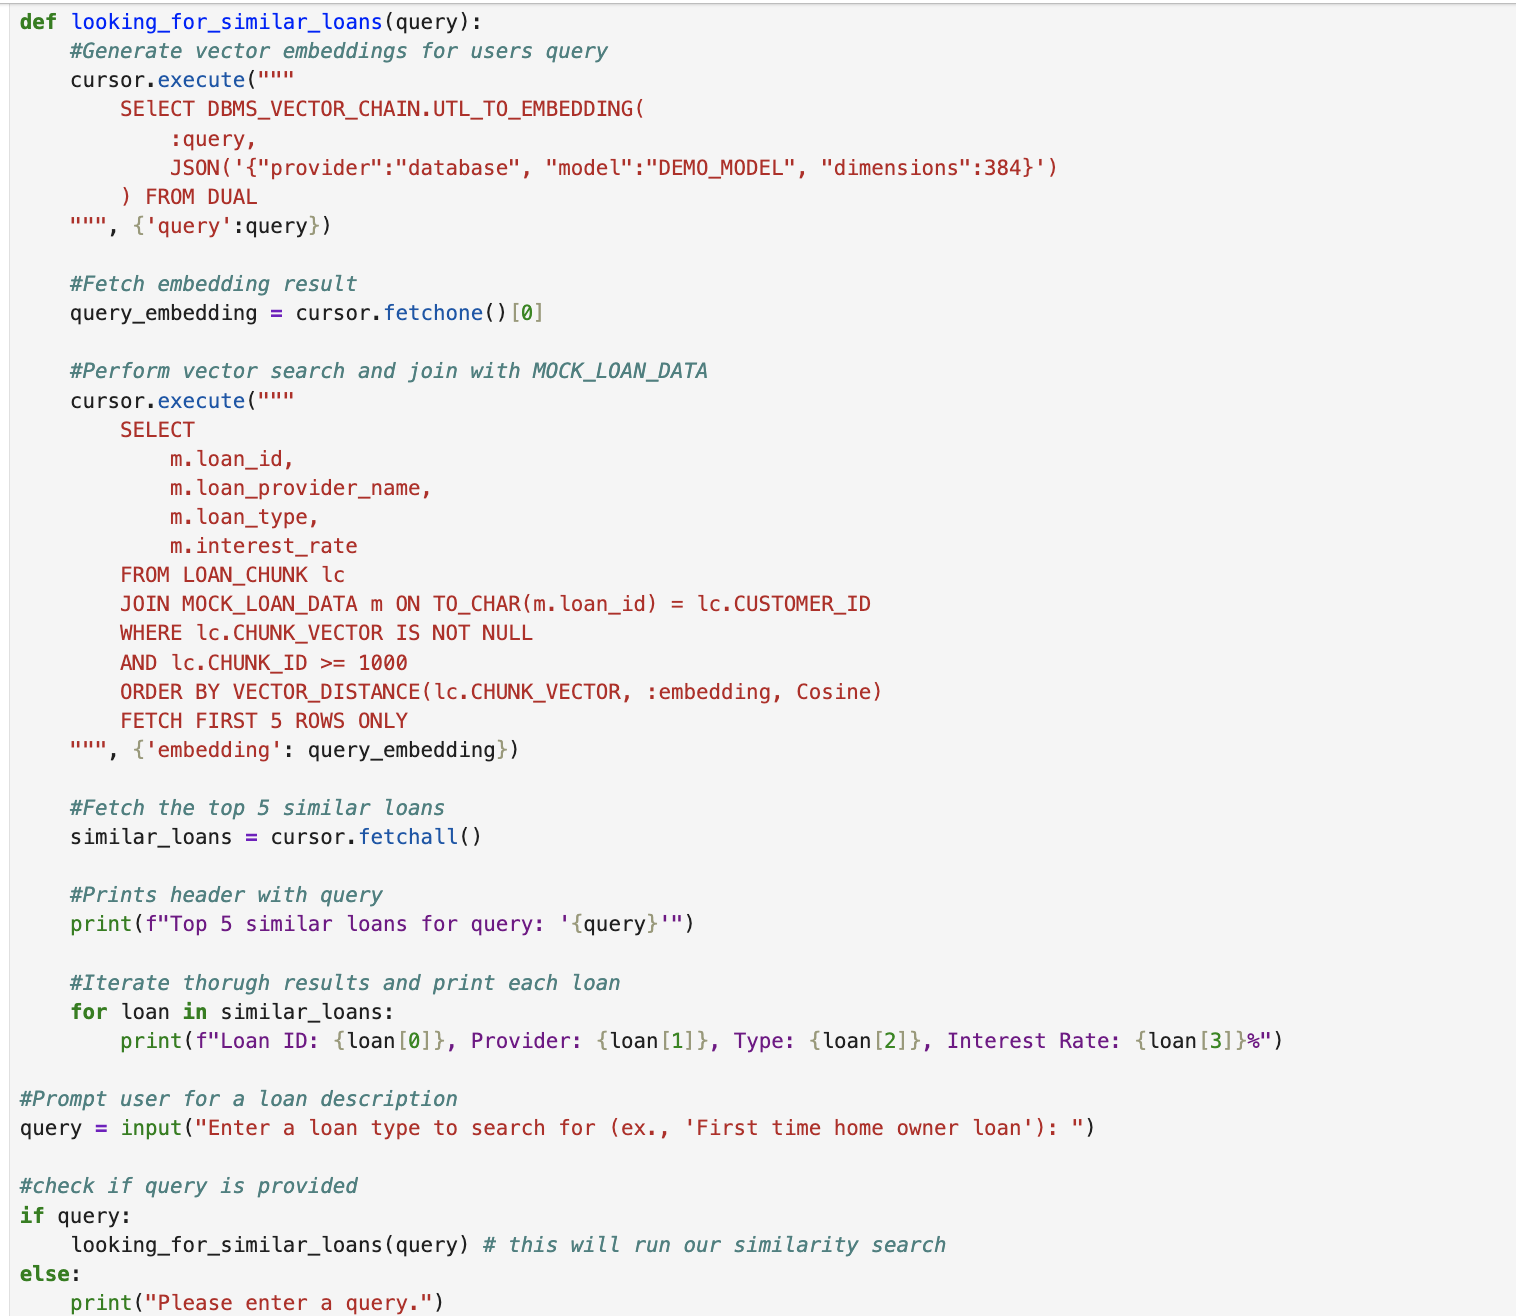 def looking_for_similar_loans(query):
    #Generate vector embeddings for users query
    cursor.execute("""
        SElECT DBMS_VECTOR_CHAIN.UTL_TO_EMBEDDING(
            :query,
            JSON('{"provider":"database", "model":"DEMO_MODEL", "dimensions":384}')
        ) FROM DUAL
    """, {'query':query})

    #Fetch embedding result
    query_embedding = cursor.fetchone()[0]

    #Perform vector search and join with MOCK_LOAN_DATA
    cursor.execute("""
        SELECT
            m.loan_id,
            m.loan_provider_name,
            m.loan_type,
            m.interest_rate
        FROM LOAN_CHUNK lc
        JOIN MOCK_LOAN_DATA m ON TO_CHAR(m.loan_id) = lc.CUSTOMER_ID
        WHERE lc.CHUNK_VECTOR IS NOT NULL
        AND lc.CHUNK_ID >= 1000
        ORDER BY VECTOR_DISTANCE(lc.CHUNK_VECTOR, :embedding, Cosine)
        FETCH FIRST 5 ROWS ONLY
    """, {'embedding': query_embedding})

    #Fetch the top 5 similar loans
    similar_loans = cursor.fetchall()

    #Prints header with query
    print(f"Top 5 similar loans for query: '{query}'")

    #Iterate thorugh results and print each loan
    for loan in similar_loans:
        print(f"Loan ID: {loan[0]}, Provider: {loan[1]}, Type: {loan[2]}, Interest Rate: {loan[3]}%")

#Prompt user for a loan description
query = input("Enter a loan type to search for (ex., 'First time home owner loan'): ")

#check if query is provided
if query:
    looking_for_similar_loans(query) # this will run our similarity search
else:
    print("Please enter a query.")